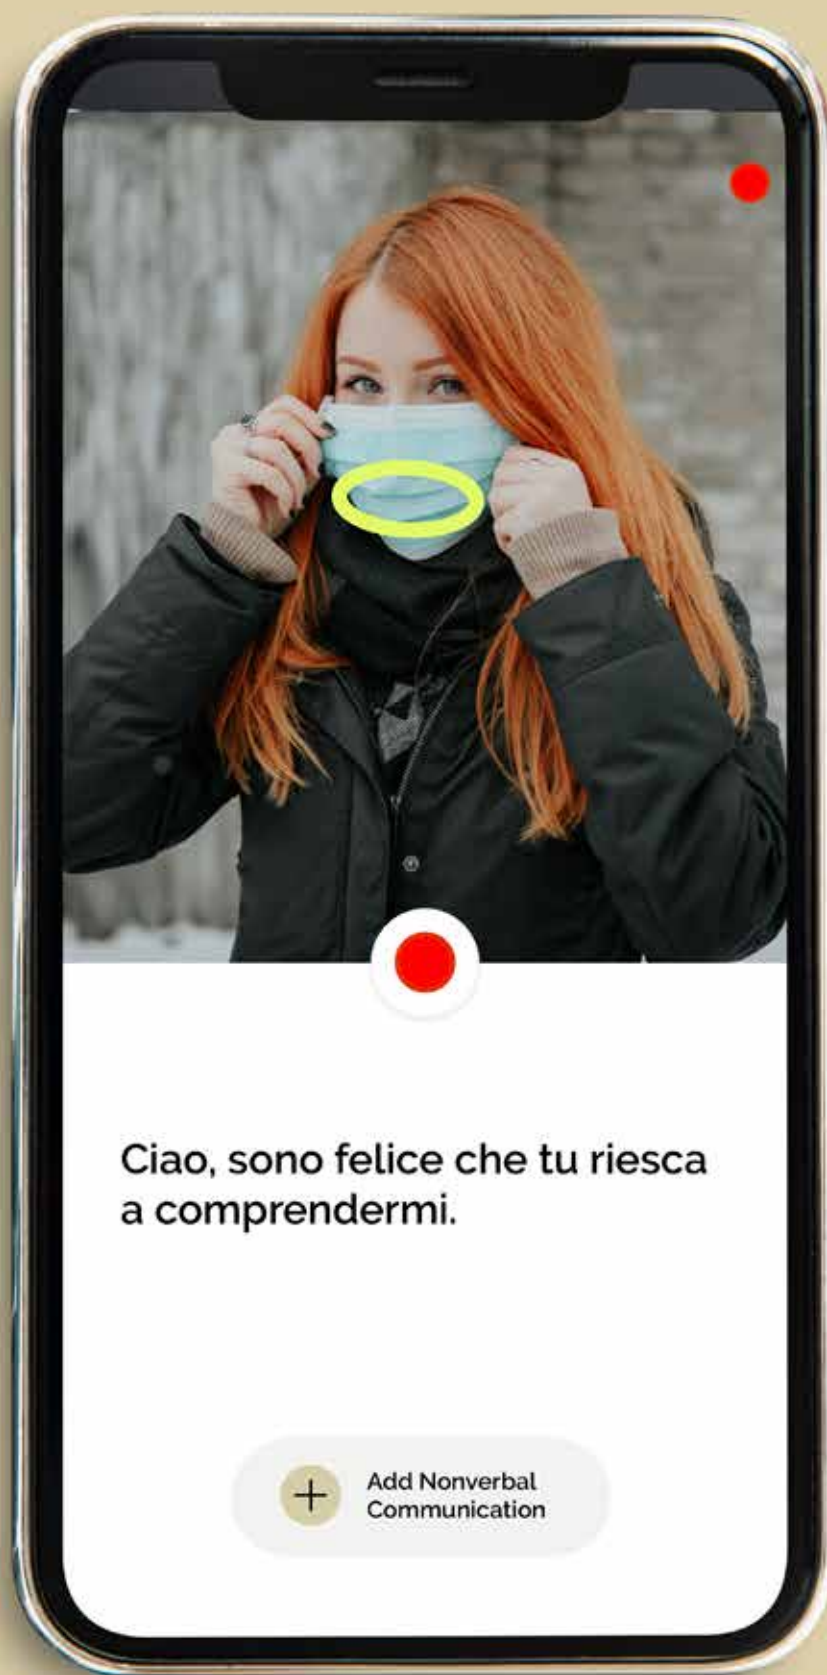 Ciao, sono felice che tu riesca
a comprendermi.
Add Nonverbal
Communication